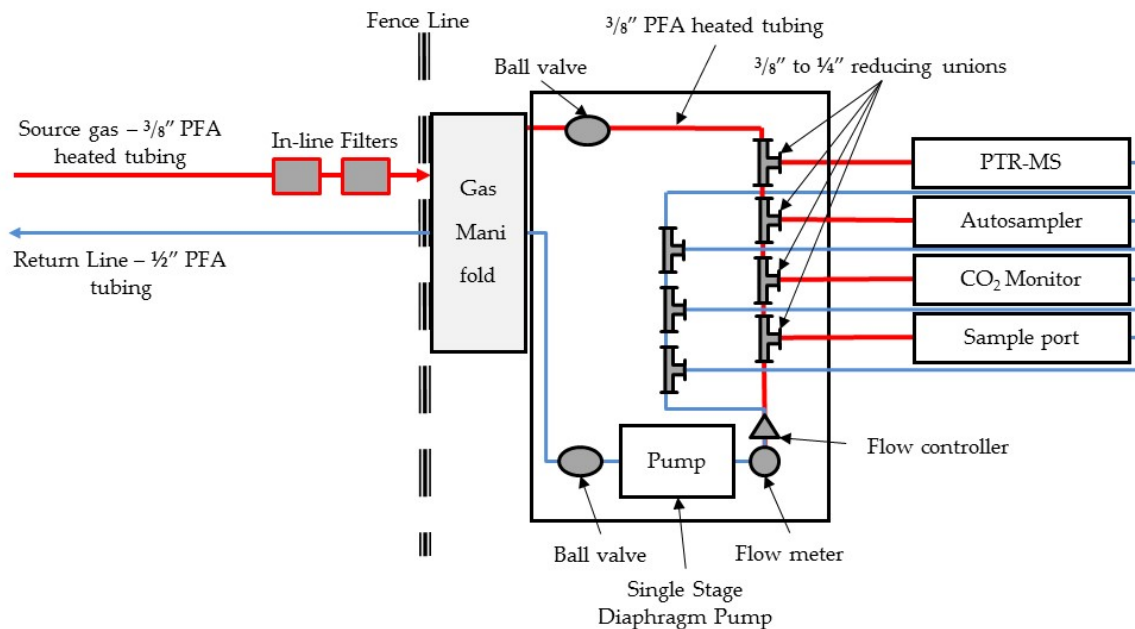 Fence Line
³/₈″ PFA heated tubing
Ball valve
³/₈″ to ¼″ reducing unions
Source gas – ³/₈″ PFA
heated tubing
In-line Filters
Gas
Mani
fold
PTR-MS
Autosampler
CO₂ Monitor
Sample port
Return Line – ½″ PFA
tubing
Flow controller
Pump
Ball valve
Flow meter
Single Stage
Diaphragm Pump